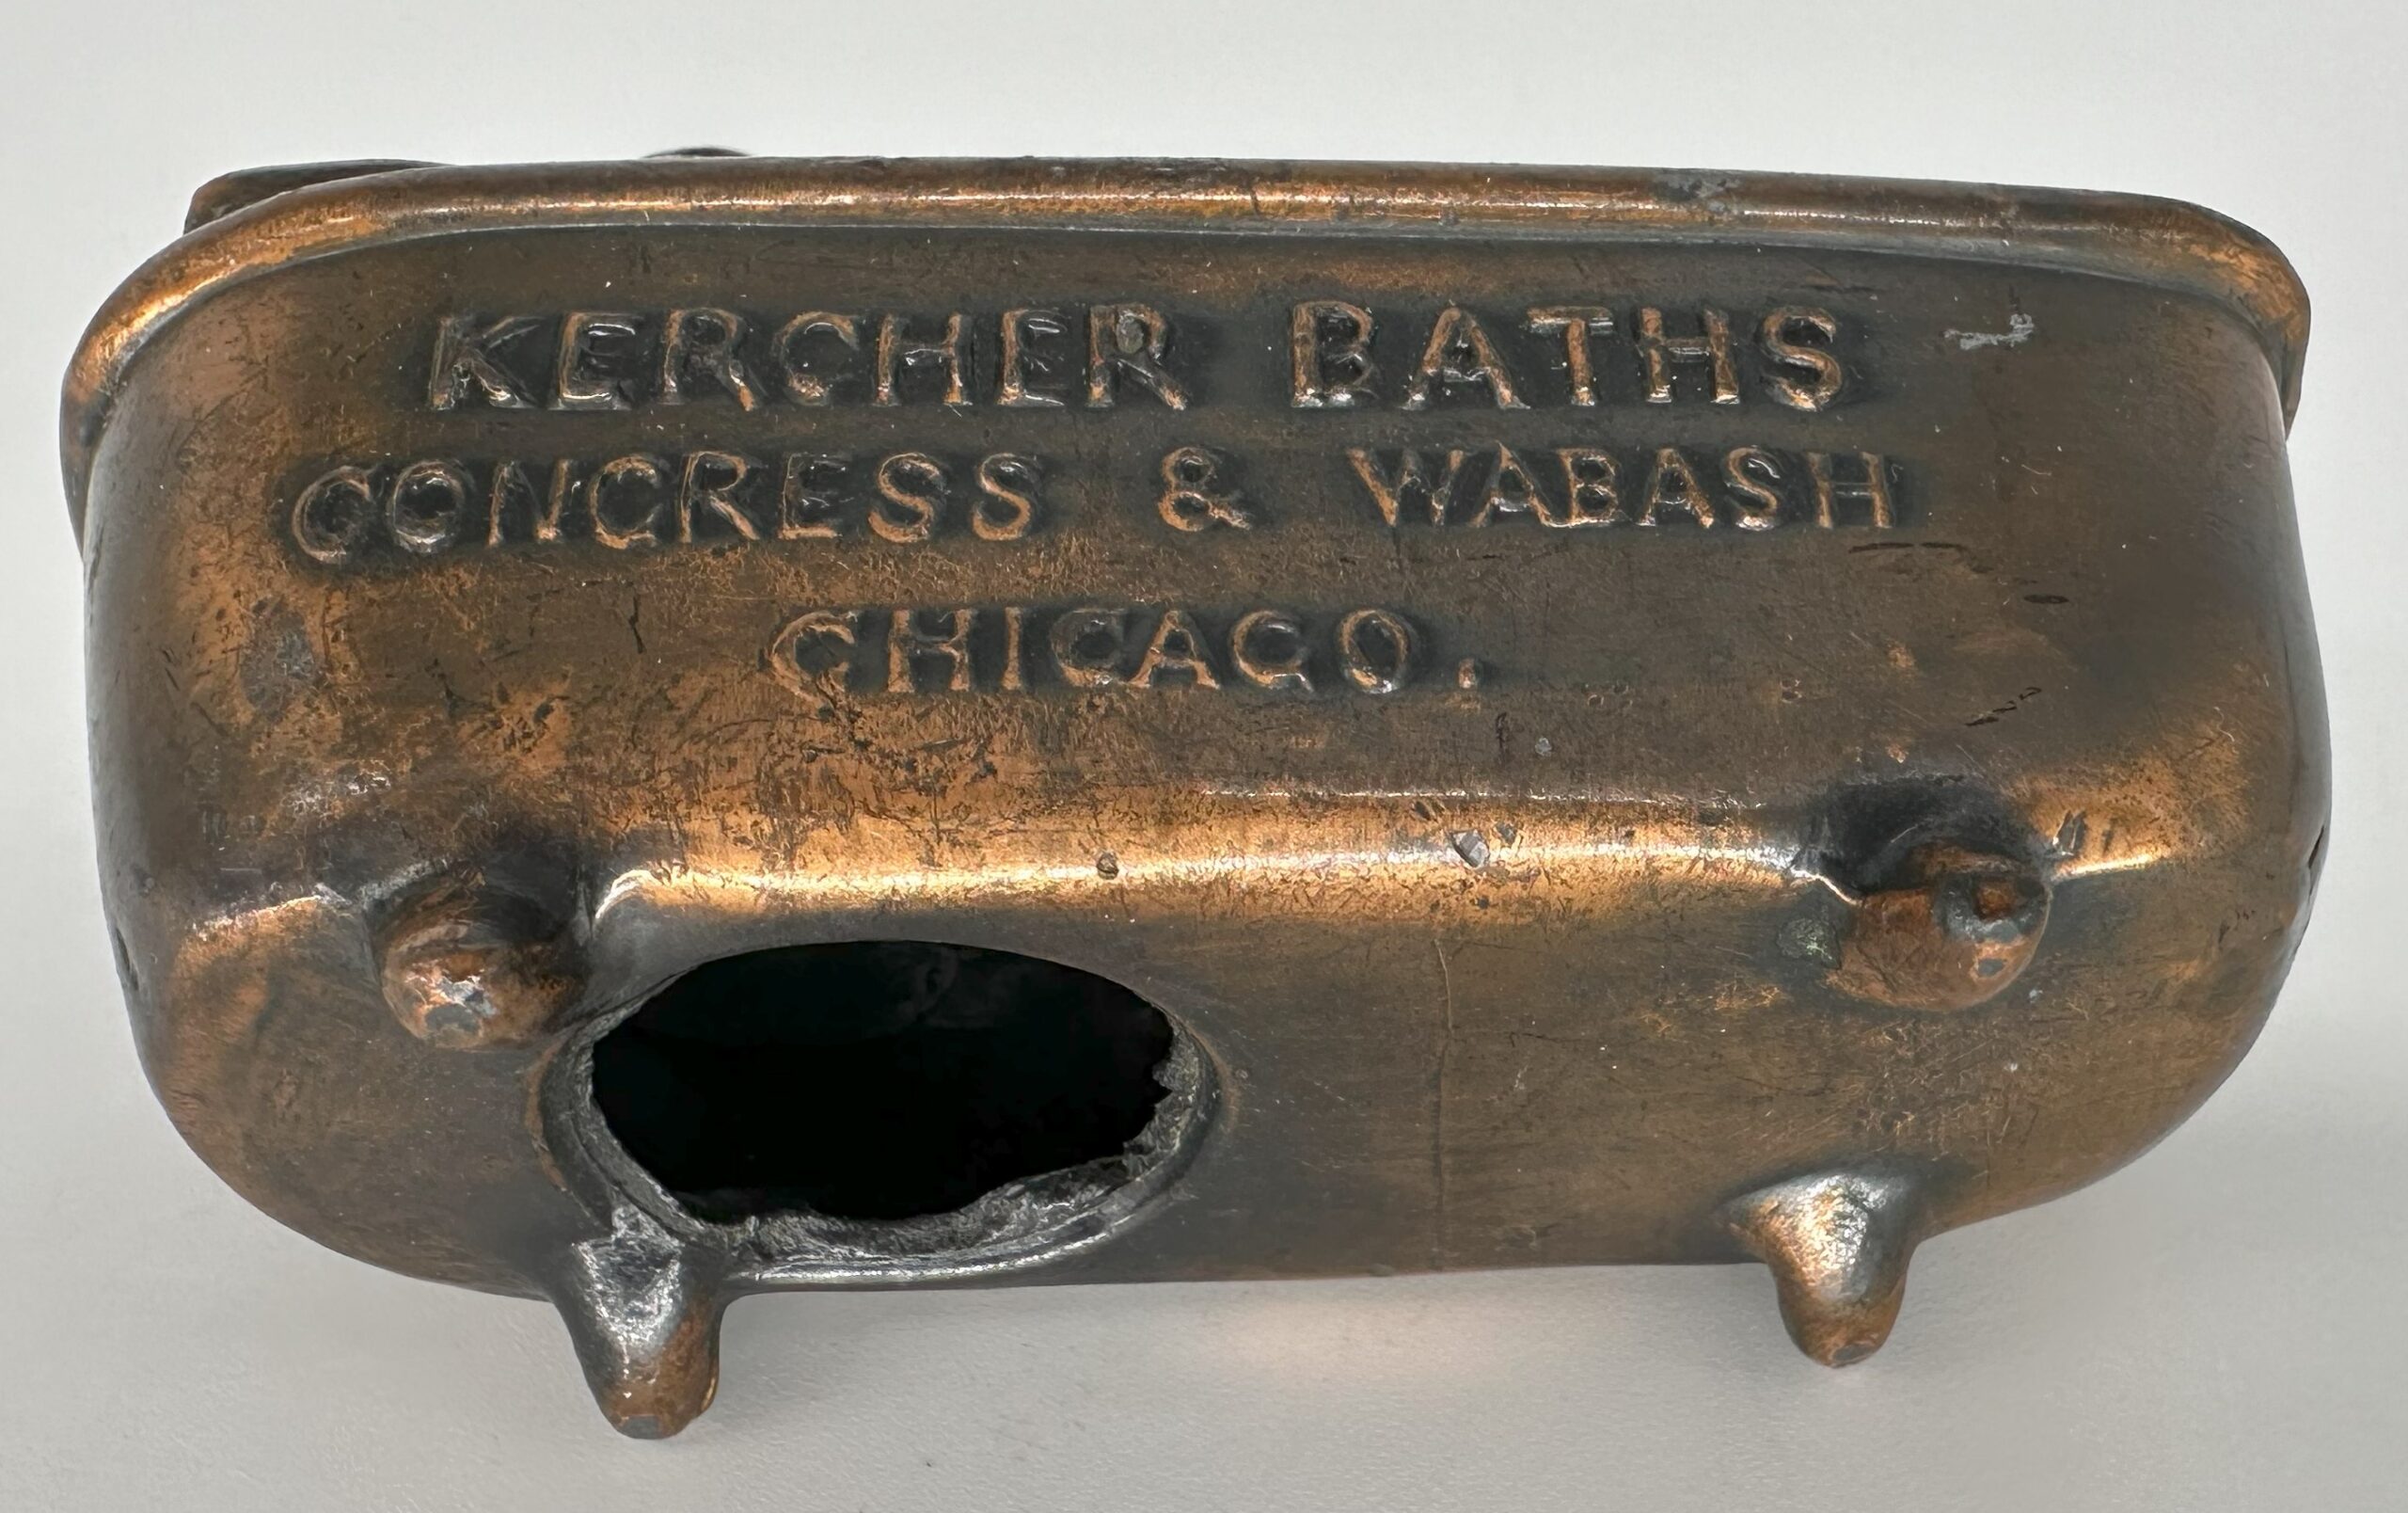 KERCHER BATHS
CONGRESS & WABASH
CHICAGO.